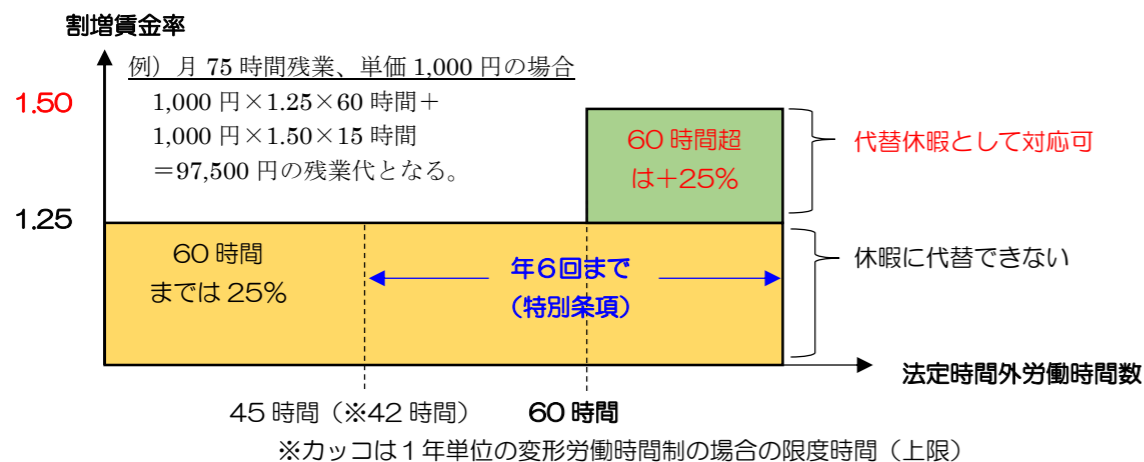 割増賃金率
例）月 75 時間残業、単価 1,000 円の場合
1,000 円×1.25×60 時間＋
1,000 円×1.50×15 時間
＝97,500 円の残業代となる。
1.50
60 時間超
は＋25%
代替休暇として対応可
1.25
60 時間
までは 25%
年６回まで
（特別条項）
休暇に代替できない
法定時間外労働時間数
45 時間（※42 時間）
60 時間
※カッコは１年単位の変形労働時間制の場合の限度時間（上限）